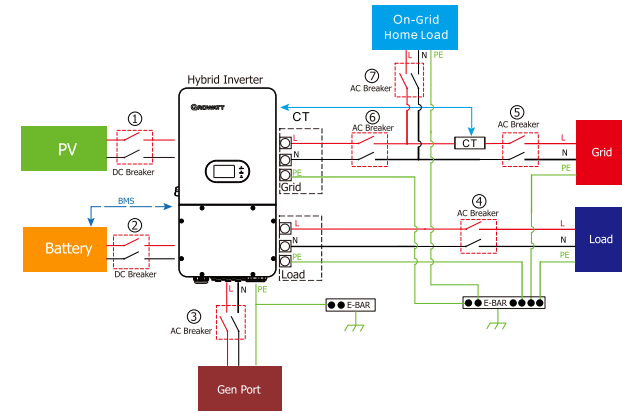 On-Grid
Home Load
L N PE
⑦
AC Breaker
Hybrid Inverter
GROWATT
CT
①
PV
DC Breaker
⑥
AC Breaker
⑤
AC Breaker
L
N
PE
Grid
CT
L
N
PE
Grid
BMS
②
Battery
DC Breaker
④
AC Breaker
L
N
PE
Load
L
N
PE
Load
L N PE
③
AC Breaker
E-BAR
E-BAR
Gen Port